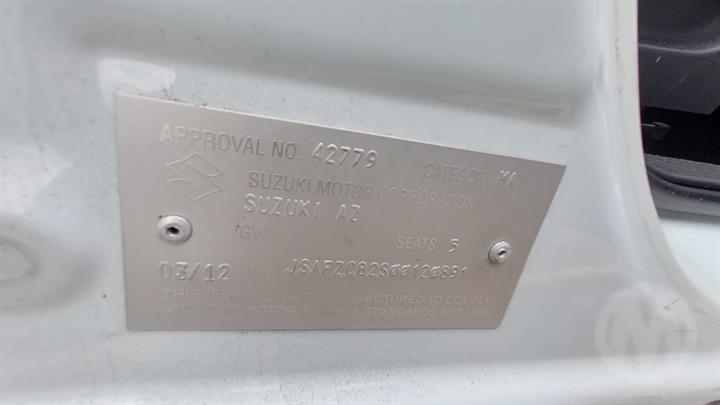 APPROVAL NO. 42779 CATEGORY MA
SUZUKI MOTOR CORPORATION
SUZUKI AZ
GVM SEATS 5
03/12 VIN
THIS VEHICLE WAS MANUFACTURED TO COMPLY
WITH THE MOTOR VEHICLE STANDARDS ACT 1989